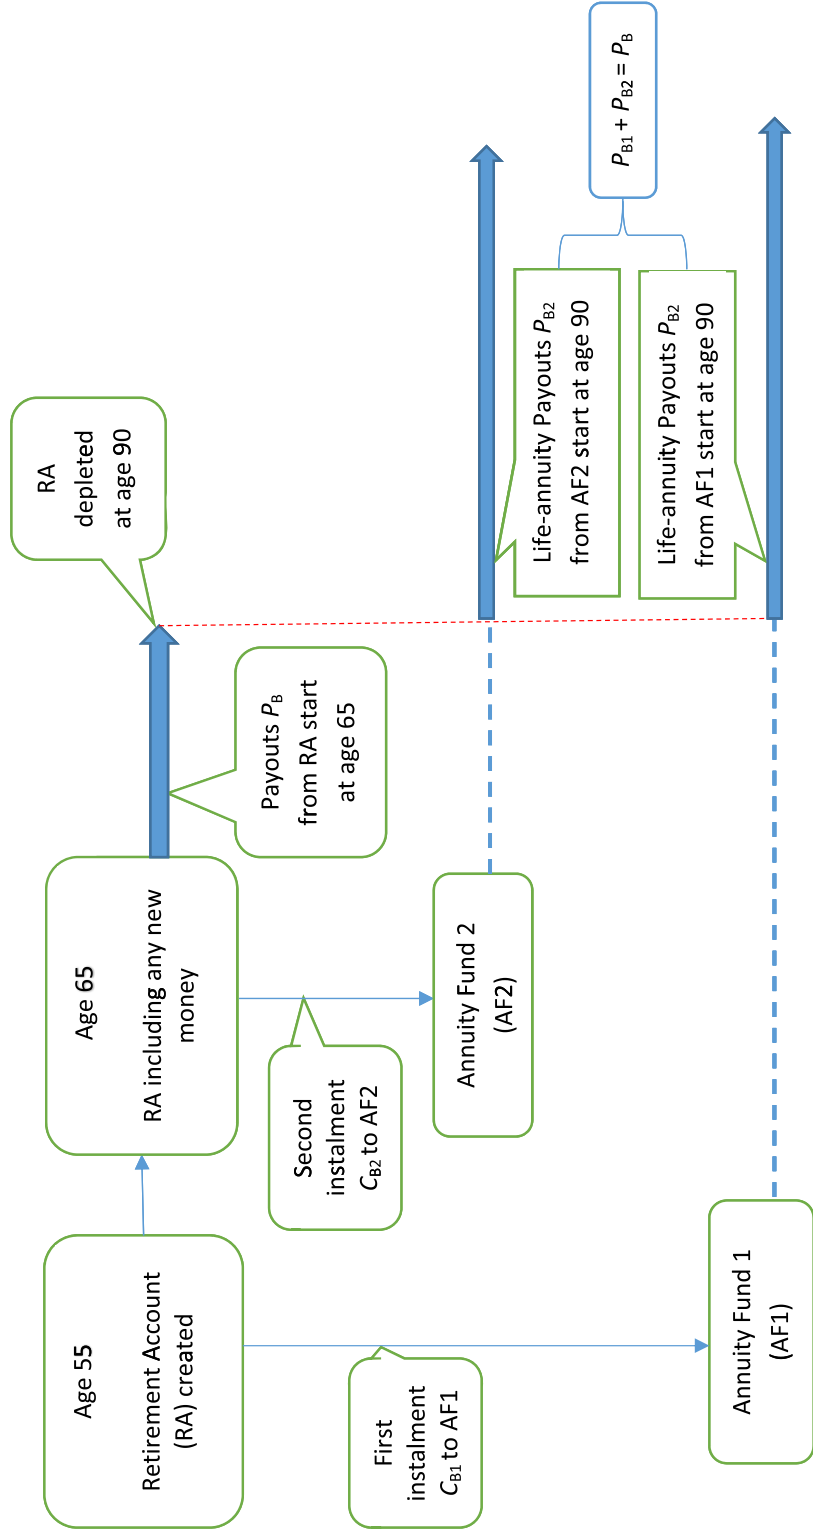 Age 55
Retirement Account
(RA) created
Age 65
RA including any new
money
RA
depleted
at age 90
Payouts P_B
from RA start
at age 65
First
instalment
C_B1 to AF1
Second
instalment
C_B2 to AF2
Annuity Fund 2
(AF2)
Life-annuity Payouts P_B2
from AF2 start at age 90
Annuity Fund 1
(AF1)
Life-annuity Payouts P_B2
from AF1 start at age 90
P_B1 + P_B2 = P_B